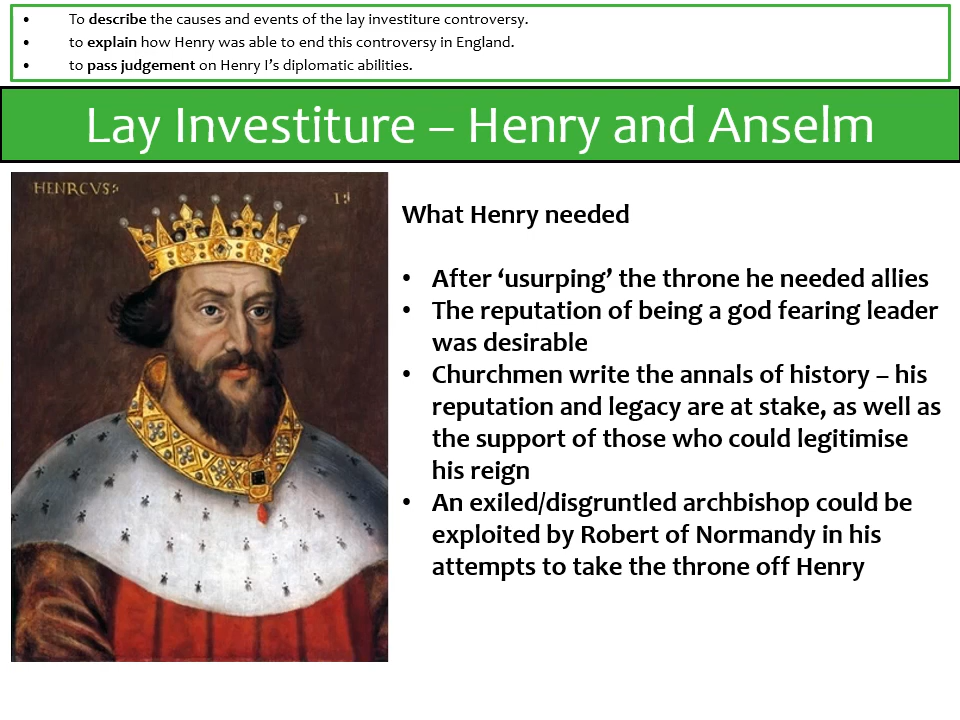 • To describe the causes and events of the lay investiture controversy.
• to explain how Henry was able to end this controversy in England.
• to pass judgement on Henry I's diplomatic abilities.
Lay Investiture – Henry and Anselm
HENRCVS
What Henry needed
• After ‘usurping’ the throne he needed allies
• The reputation of being a god fearing leader
was desirable
• Churchmen write the annals of history – his
reputation and legacy are at stake, as well as
the support of those who could legitimise
his reign
• An exiled/disgruntled archbishop could be
exploited by Robert of Normandy in his
attempts to take the throne off Henry